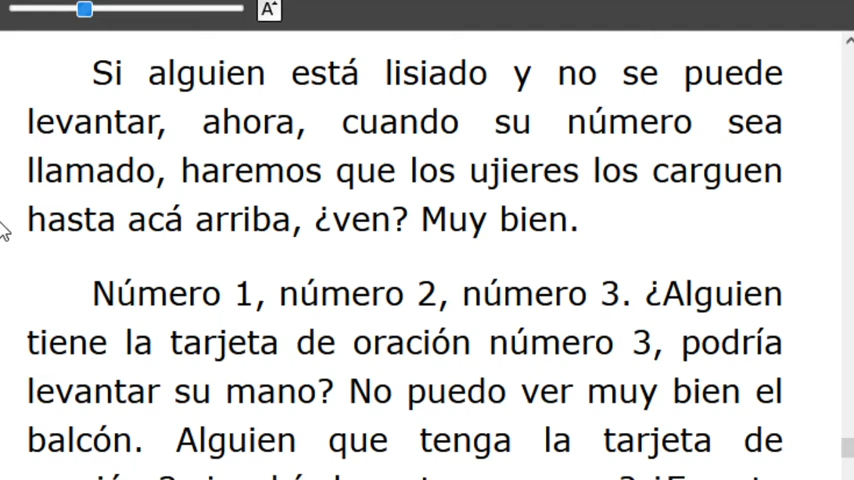 A
Si alguien está lisiado y no se puede
levantar, ahora, cuando su número sea
llamado, haremos que los ujieres los carguen
hasta acá arriba, ¿ven? Muy bien.
Número 1, número 2, número 3. ¿Alguien
tiene la tarjeta de oración número 3, podría
levantar su mano? No puedo ver muy bien el
balcón. Alguien que tenga la tarjeta de